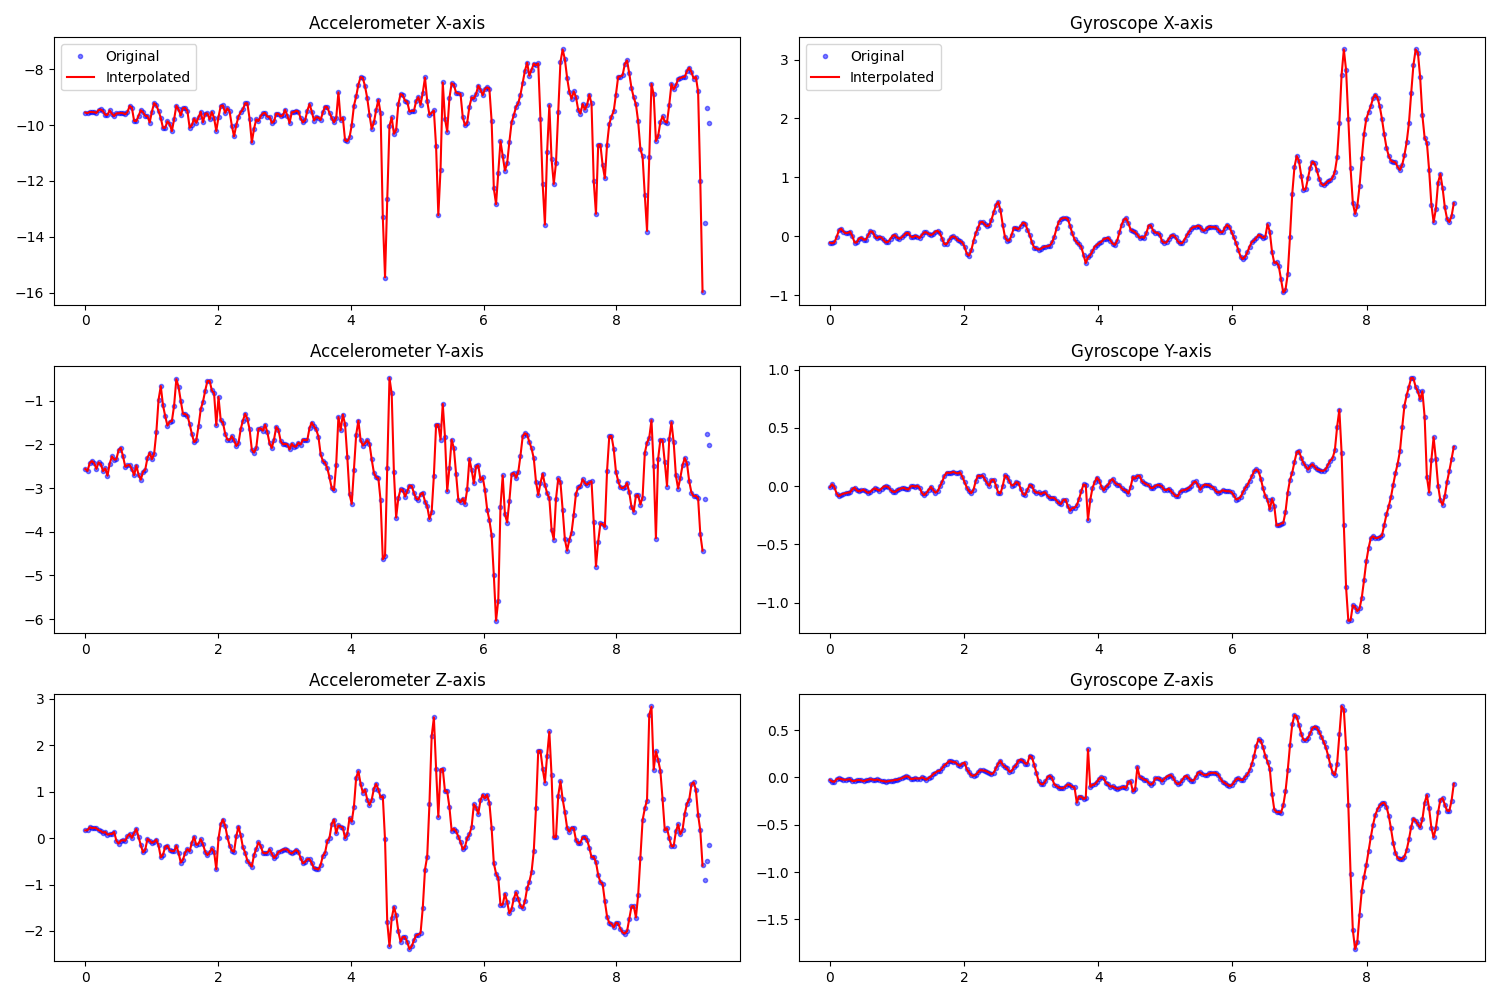 Accelerometer X-axis
Original
Interpolated
−8
−10
−12
−14
−16
0 2 4 6 8
Gyroscope X-axis
Original
Interpolated
3
2
1
0
−1
0 2 4 6 8
Accelerometer Y-axis
−1
−2
−3
−4
−5
−6
0 2 4 6 8
Gyroscope Y-axis
1.0
0.5
0.0
−0.5
−1.0
0 2 4 6 8
Accelerometer Z-axis
3
2
1
0
−1
−2
0 2 4 6 8
Gyroscope Z-axis
0.5
0.0
−0.5
−1.0
−1.5
0 2 4 6 8